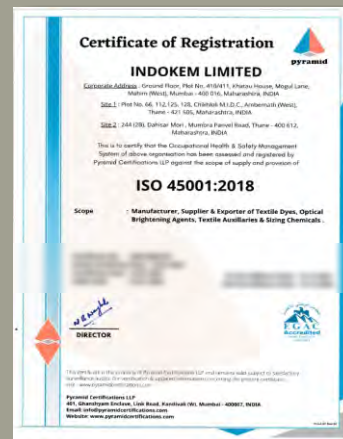 Certificate of Registration
pyramid
INDOKEM LIMITED
Corporate Address : Ground Floor, Plot No. 410/411, Khatau House, Mogul Lane,
Mahim (West), Mumbai - 400 016, Maharashtra, INDIA
Site 1 : Plot No. 66, 112,125, 128, Chikhloli M.I.D.C., Ambernath (West),
Thane - 421 505, Maharashtra, INDIA
Site 2 : 244 (2B), Dahisar Mori, Mumbra Panvel Road, Thane - 400 612,
Maharashtra, INDIA
This is to certify that the Occupational Health & Safety Management
System of above organisation has been assessed and registered by
Pyramid Certifications LLP against the scope of supply and provision of
ISO 45001:2018
Scope : Manufacturer, Supplier & Exporter of Textile Dyes, Optical
Brightening Agents, Textile Auxiliaries & Sizing Chemicals .
DIRECTOR
EGAC
Accredited
Pyramid Certifications LLP
401, Ghanshyam Enclave, Link Road, Kandivali (W), Mumbai - 400067, INDIA
Email: info@pyramidcertifications.com
Website: www.pyramidcertifications.com